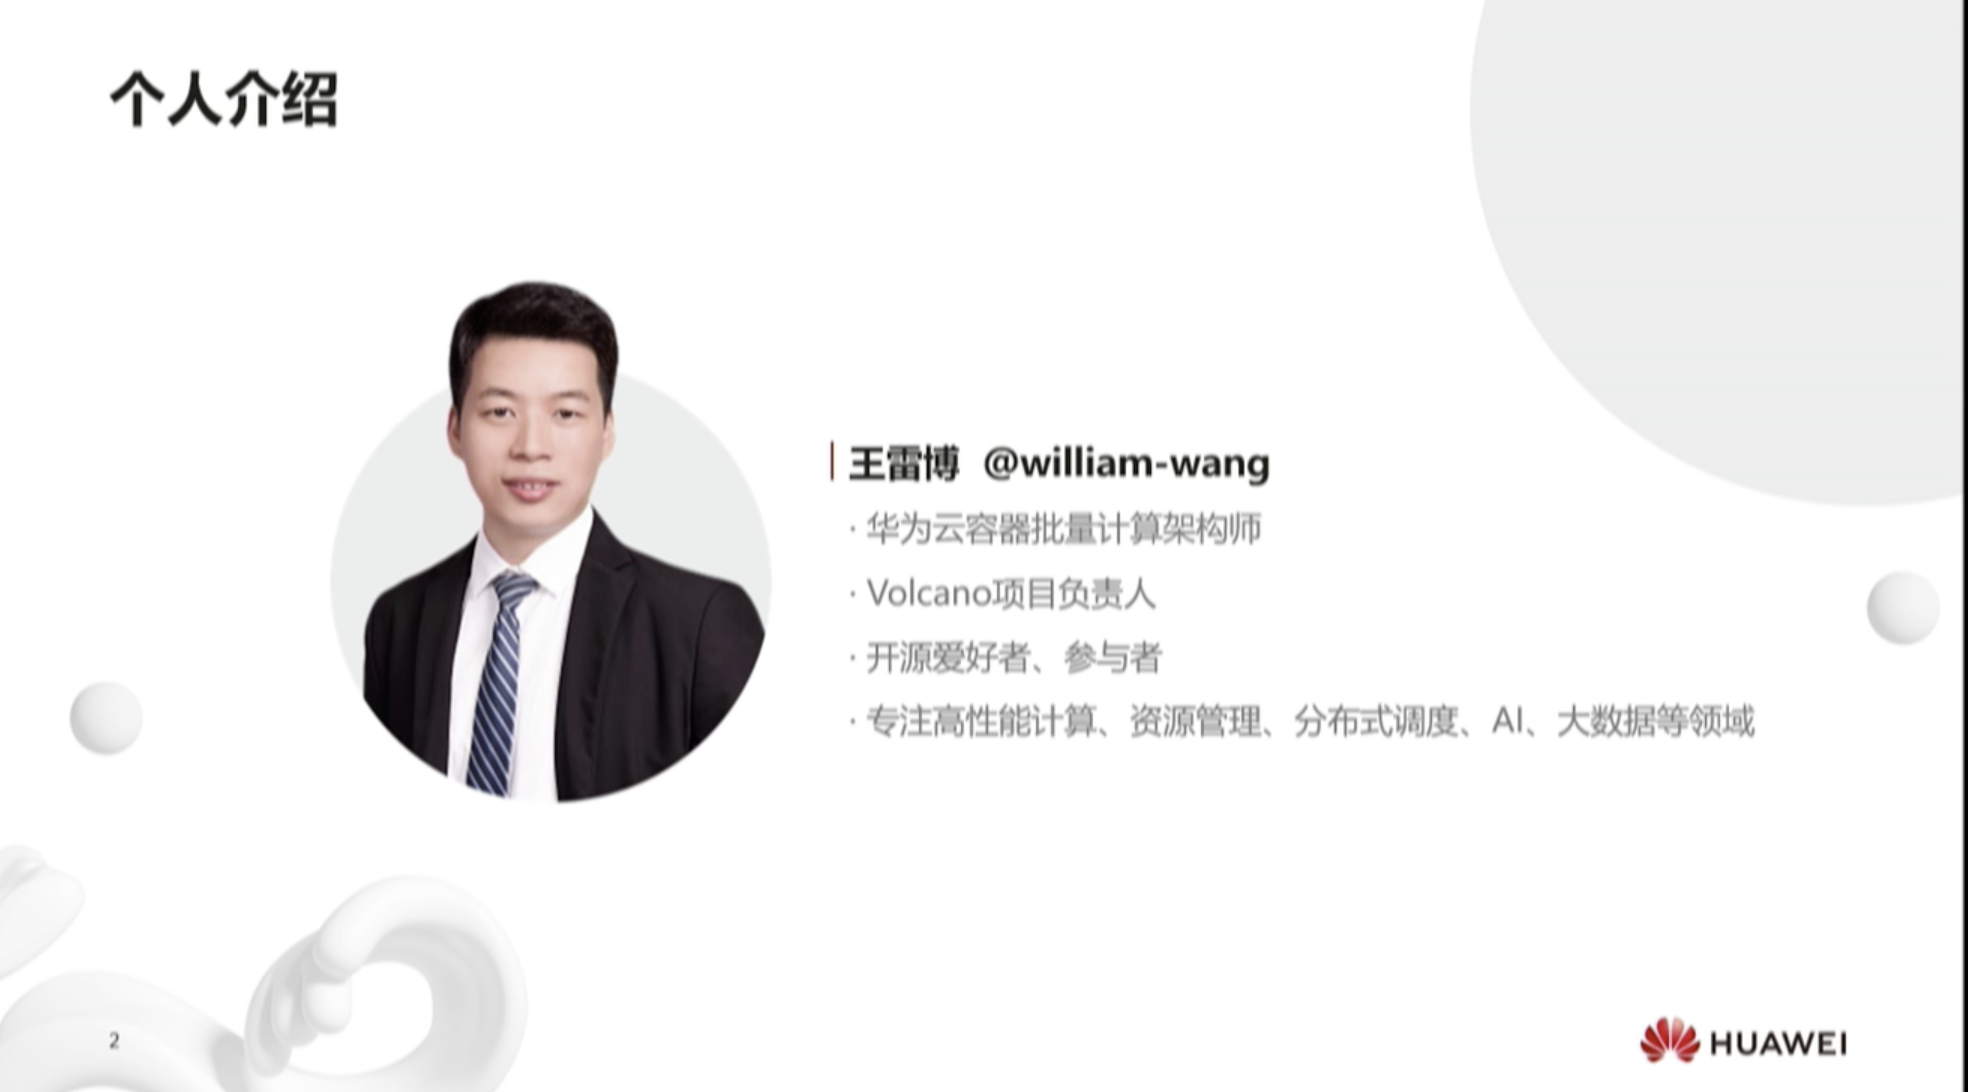 个人介绍
王雷博 @william-wang
· 华为云容器批量计算架构师
· Volcano项目负责人
· 开源爱好者、参与者
· 专注高性能计算、资源管理、分布式调度、AI、大数据等领域
2
HUAWEI